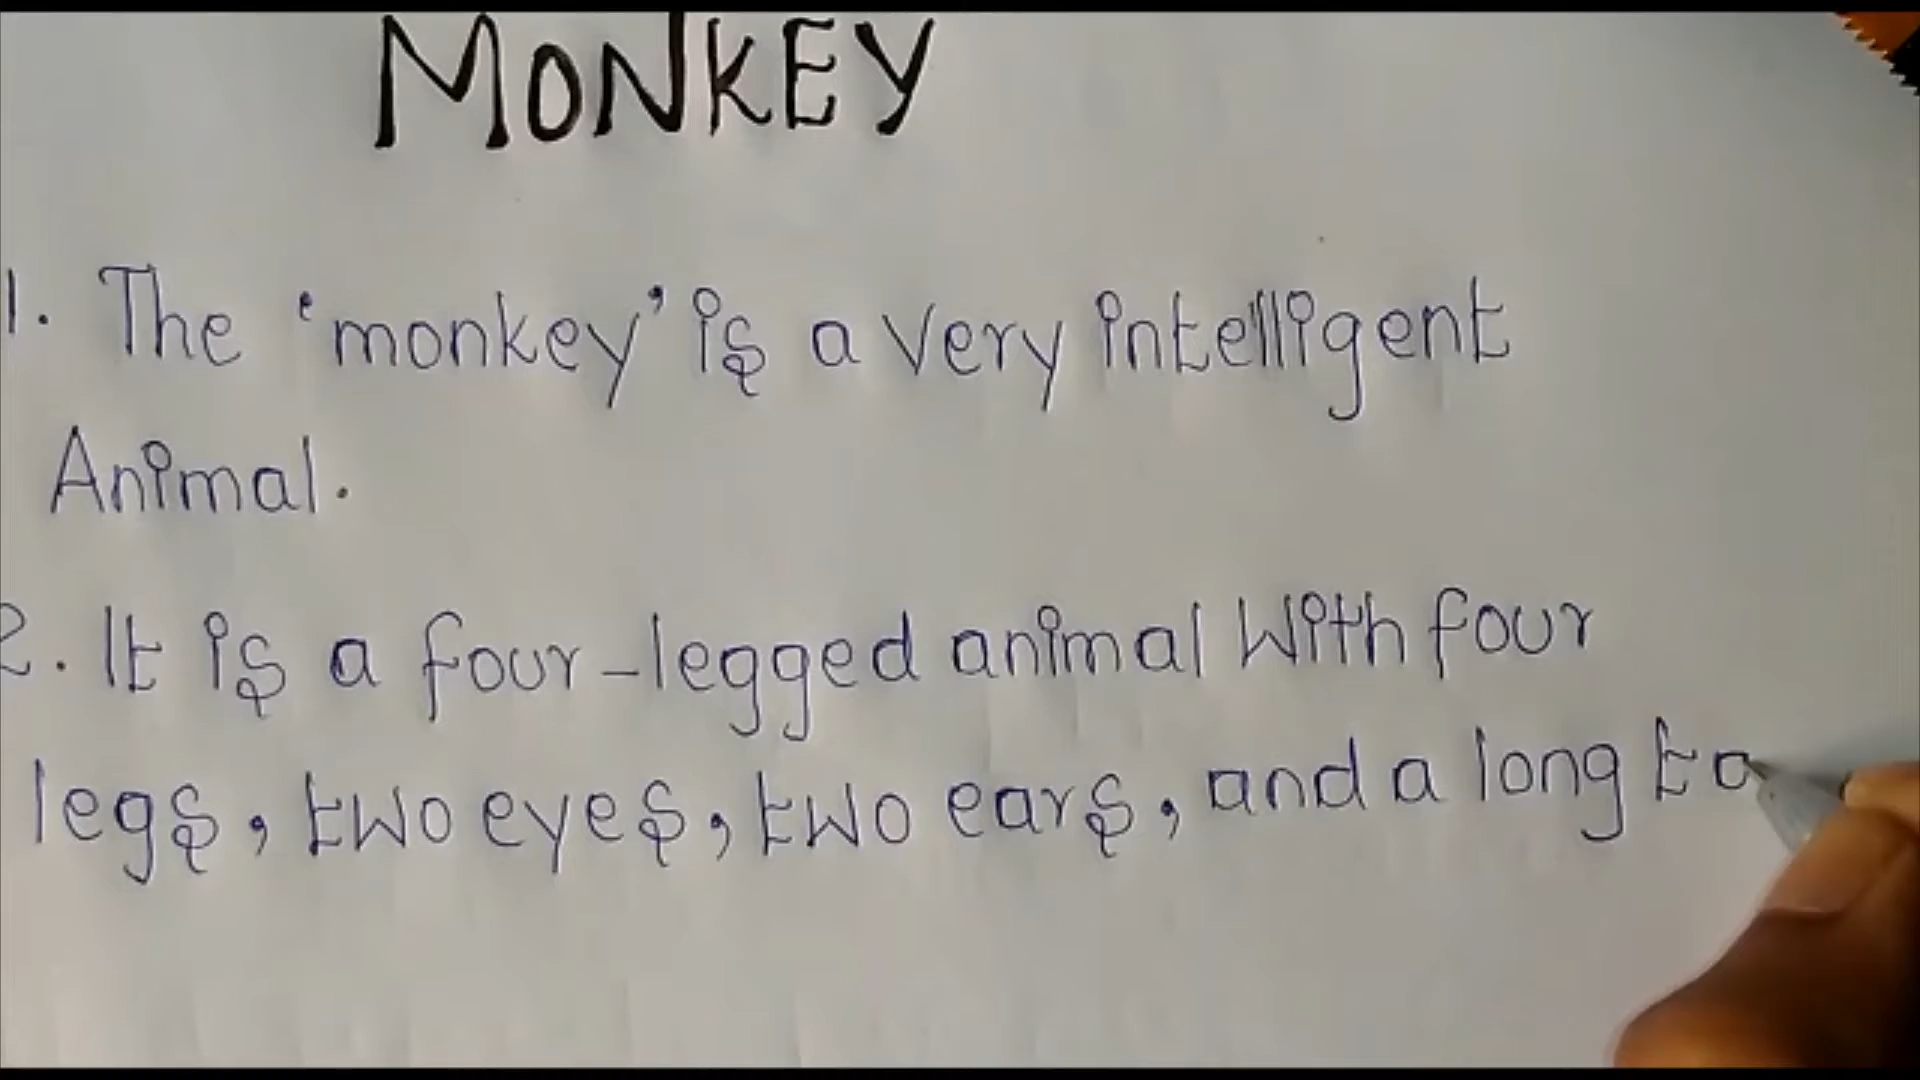 MONKEY
1. The 'monkey' is a very intelligent
Animal.
2. It is a four-legged animal With four
legs, two eyes, two ears, and a long ta